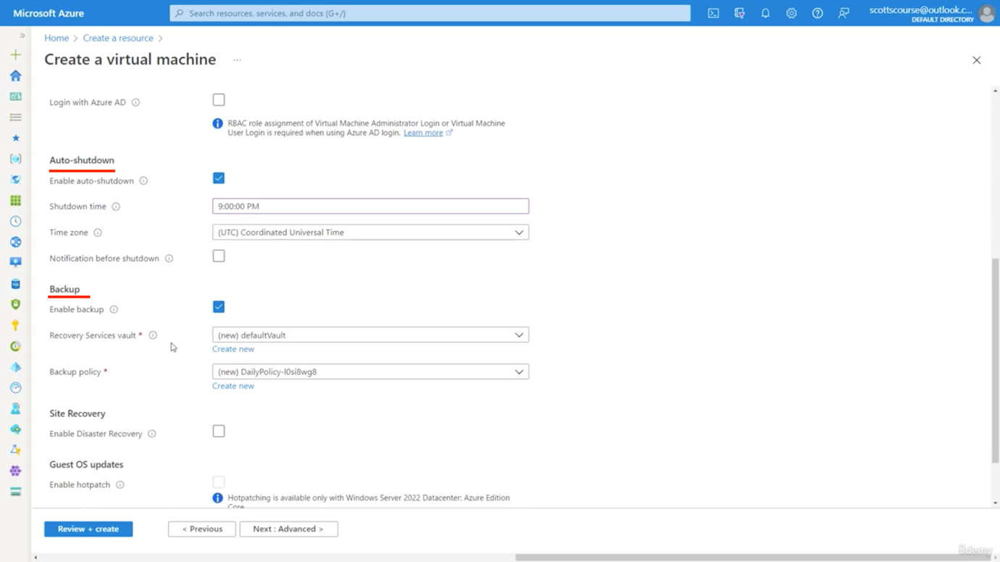 Microsoft Azure
Search resources, services, and docs (G+/)
scottscourse@outlook.c...
DEFAULT DIRECTORY
Home > Create a resource >
Create a virtual machine ...
Login with Azure AD
RBAC role assignment of Virtual Machine Administrator Login or Virtual Machine
User Login is required when using Azure AD login. Learn more
Auto-shutdown
Enable auto-shutdown
Shutdown time
9:00:00 PM
Time zone
(UTC) Coordinated Universal Time
Notification before shutdown
Backup
Enable backup
Recovery Services vault *
(new) defaultVault
Create new
Backup policy *
(new) DailyPolicy-l0si8wg8
Create new
Site Recovery
Enable Disaster Recovery
Guest OS updates
Enable hotpatch
Hotpatching is available only with Windows Server 2022 Datacenter: Azure Edition
Core
Review + create
< Previous
Next : Advanced >
ûdemy